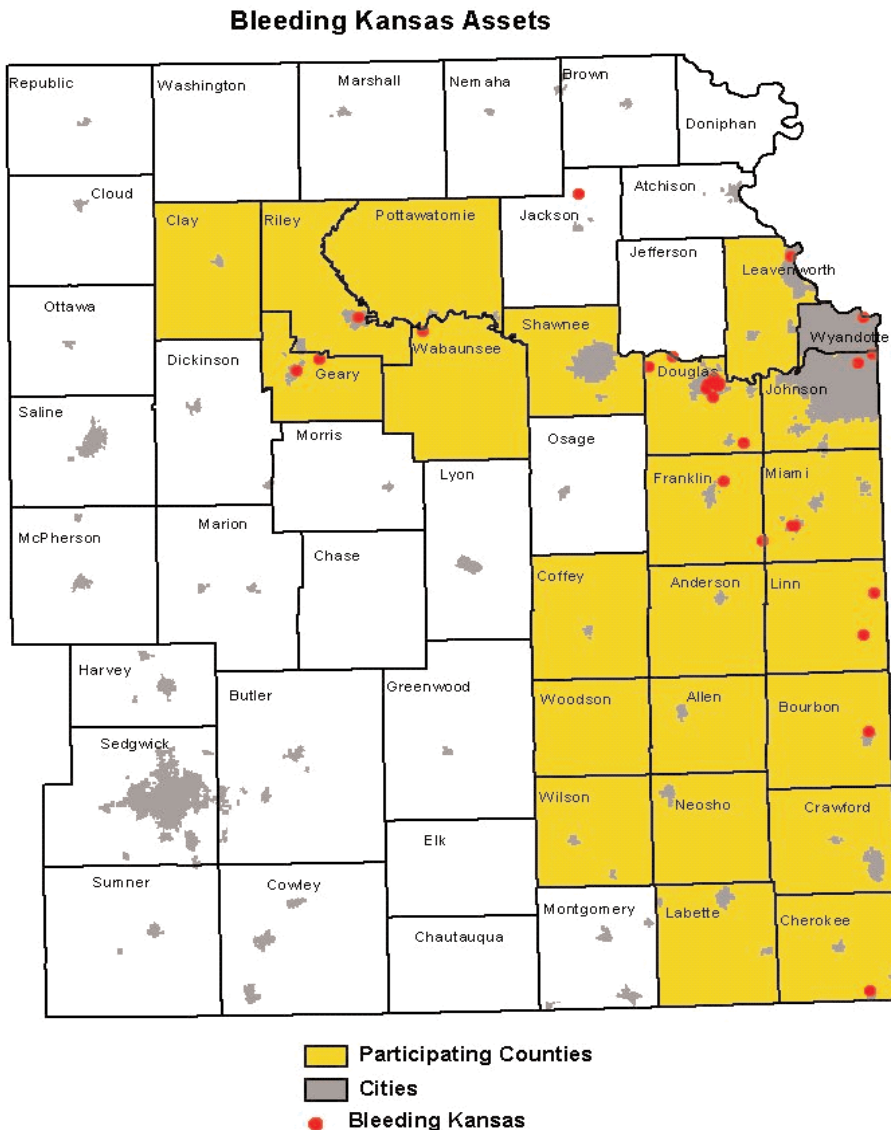 Bleeding Kansas Assets
Republic
Washington
Marshall
Nemaha
Brown
Doniphan
Cloud
Clay
Riley
Pottawatomie
Jackson
Atchison
Jefferson
Leavenworth
Ottawa
Dickinson
Geary
Wabaunsee
Shawnee
Douglas
Wyandotte
Johnson
Saline
Morris
Lyon
Osage
Franklin
Miami
McPherson
Marion
Chase
Coffey
Anderson
Linn
Harvey
Butler
Greenwood
Woodson
Allen
Bourbon
Sedgwick
Wilson
Neosho
Crawford
Elk
Sumner
Cowley
Chautauqua
Montgomery
Labette
Cherokee
Participating Counties
Cities
Bleeding Kansas